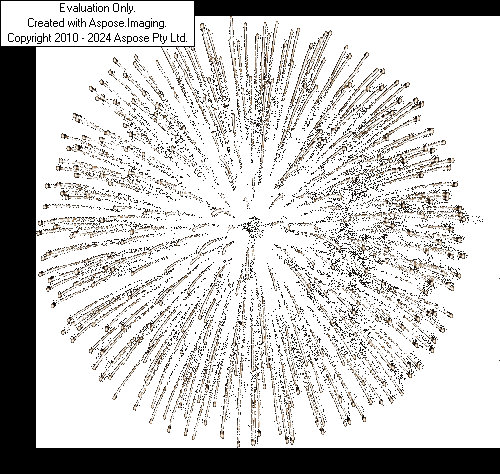 Evaluation Only.
Created with Aspose.Imaging.
Copyright 2010 - 2024 Aspose Pty Ltd.